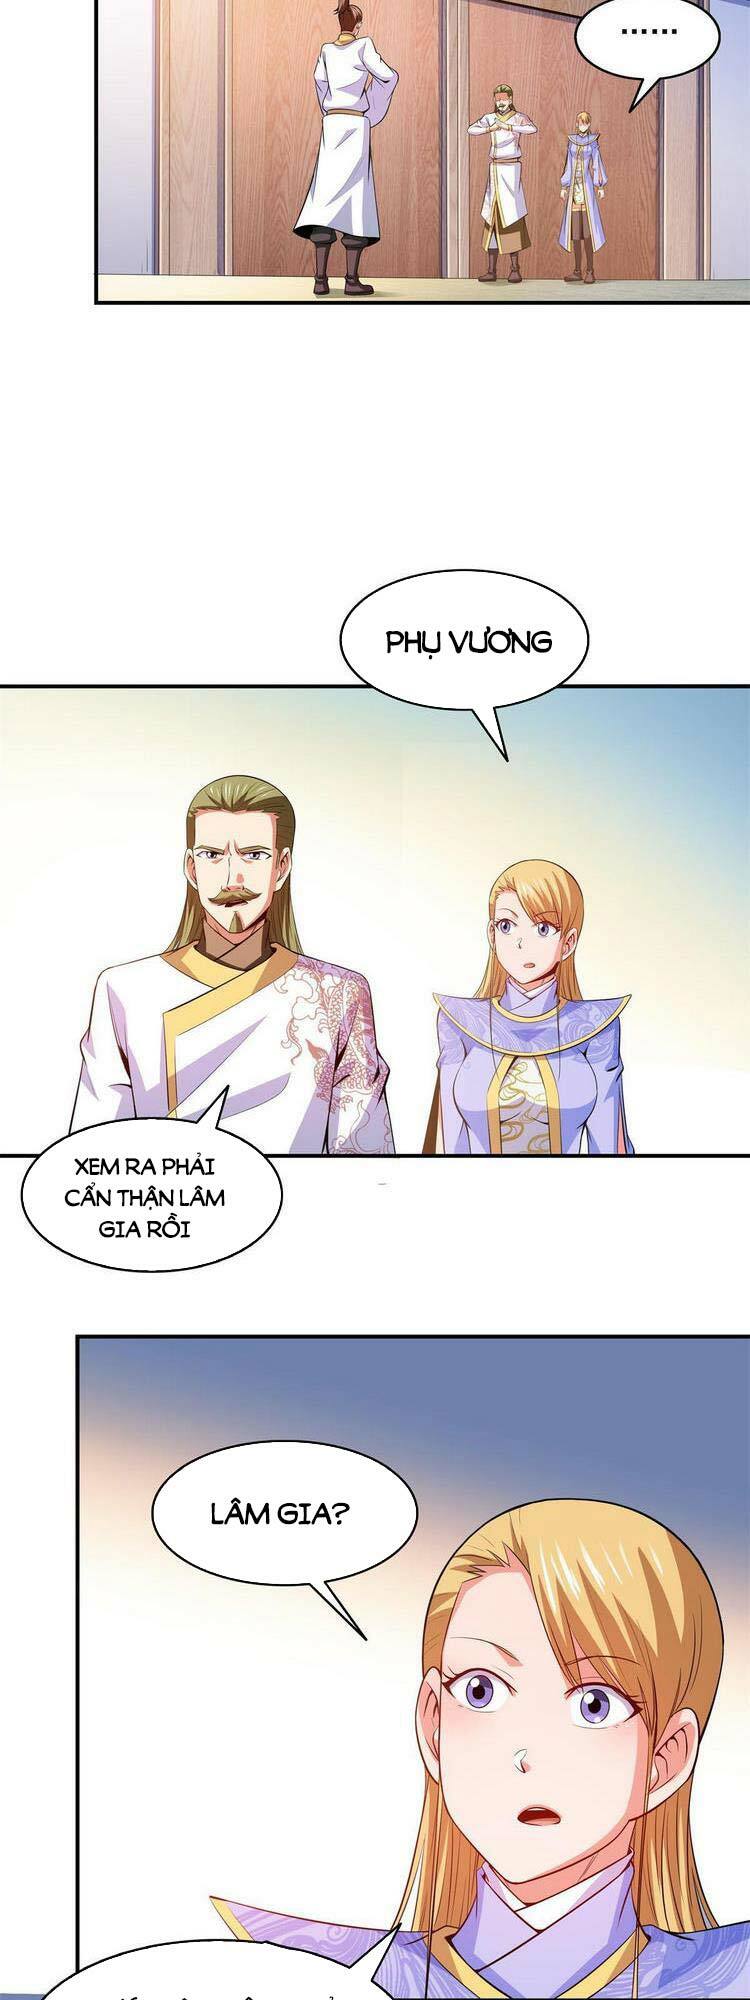 ......
PHỤ VƯƠNG
XEM RA PHẢI
CẨN THẬN LÂM
GIA RỒI
LÂM GIA?